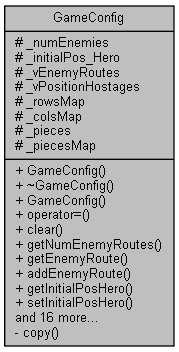 GameConfig
# _numEnemies
# _initialPos_Hero
# _vEnemyRoutes
# _vPositionHostages
# _rowsMap
# _colsMap
# _pieces
# _piecesMap
+ GameConfig()
+ ~GameConfig()
+ GameConfig()
+ operator=()
+ clear()
+ getNumEnemyRoutes()
+ getEnemyRoute()
+ addEnemyRoute()
+ getInitialPosHero()
+ setInitialPosHero()
and 16 more...
- copy()